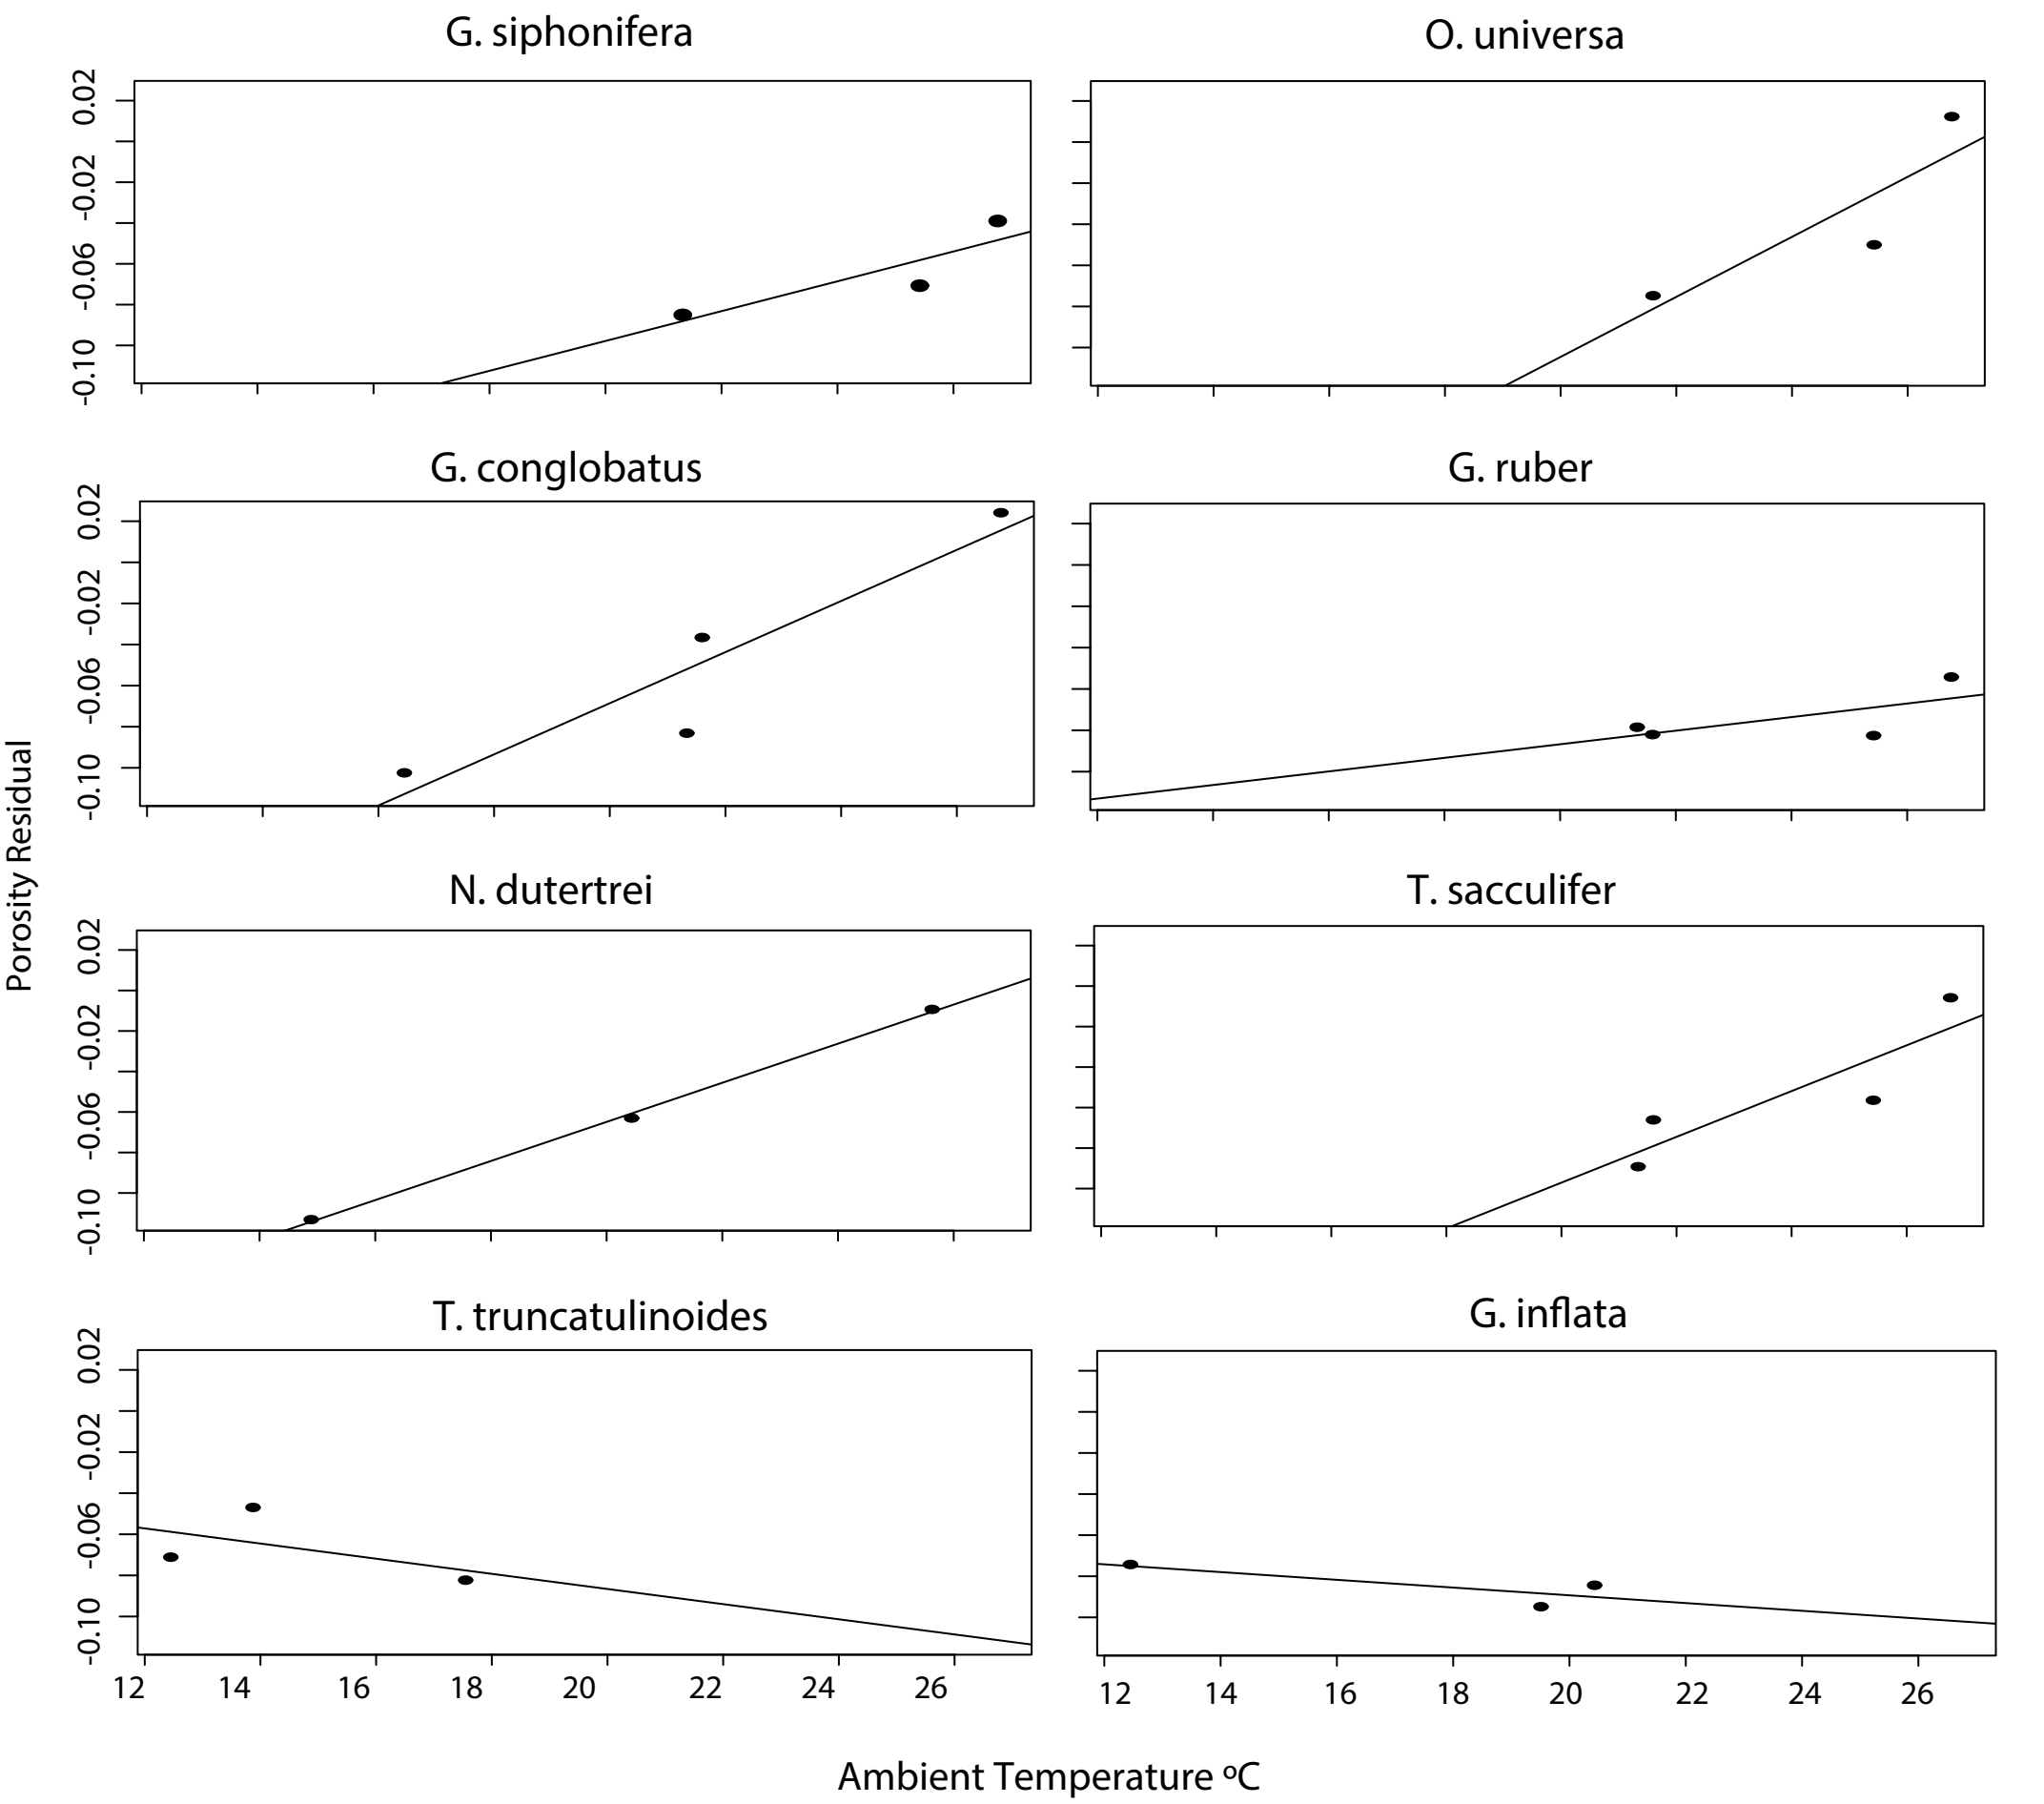 G. siphonifera
O. universa
0.02
-0.02
-0.06
-0.10
G. conglobatus
G. ruber
0.02
-0.02
-0.06
-0.10
Porosity Residual
N. dutertrei
T. sacculifer
0.02
-0.02
-0.06
-0.10
T. truncatulinoides
G. inflata
0.02
-0.02
-0.06
-0.10
12 14 16 18 20 22 24 26
12 14 16 18 20 22 24 26
Ambient Temperature ºC